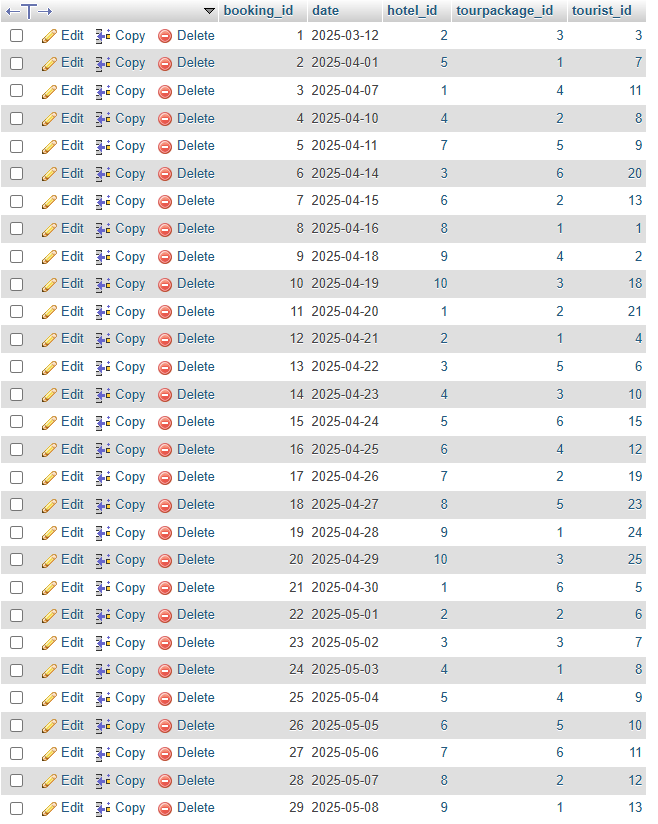 booking_id date hotel_id tourpackage_id tourist_id
Edit Copy Delete 1 2025-03-12 2 3 3
Edit Copy Delete 2 2025-04-01 5 1 7
Edit Copy Delete 3 2025-04-07 1 4 11
Edit Copy Delete 4 2025-04-10 4 2 8
Edit Copy Delete 5 2025-04-11 7 5 9
Edit Copy Delete 6 2025-04-14 3 6 20
Edit Copy Delete 7 2025-04-15 6 2 13
Edit Copy Delete 8 2025-04-16 8 1 1
Edit Copy Delete 9 2025-04-18 9 4 2
Edit Copy Delete 10 2025-04-19 10 3 18
Edit Copy Delete 11 2025-04-20 1 2 21
Edit Copy Delete 12 2025-04-21 2 1 4
Edit Copy Delete 13 2025-04-22 3 5 6
Edit Copy Delete 14 2025-04-23 4 3 10
Edit Copy Delete 15 2025-04-24 5 6 15
Edit Copy Delete 16 2025-04-25 6 4 12
Edit Copy Delete 17 2025-04-26 7 2 19
Edit Copy Delete 18 2025-04-27 8 5 23
Edit Copy Delete 19 2025-04-28 9 1 24
Edit Copy Delete 20 2025-04-29 10 3 25
Edit Copy Delete 21 2025-04-30 1 6 5
Edit Copy Delete 22 2025-05-01 2 2 6
Edit Copy Delete 23 2025-05-02 3 3 7
Edit Copy Delete 24 2025-05-03 4 1 8
Edit Copy Delete 25 2025-05-04 5 4 9
Edit Copy Delete 26 2025-05-05 6 5 10
Edit Copy Delete 27 2025-05-06 7 6 11
Edit Copy Delete 28 2025-05-07 8 2 12
Edit Copy Delete 29 2025-05-08 9 1 13